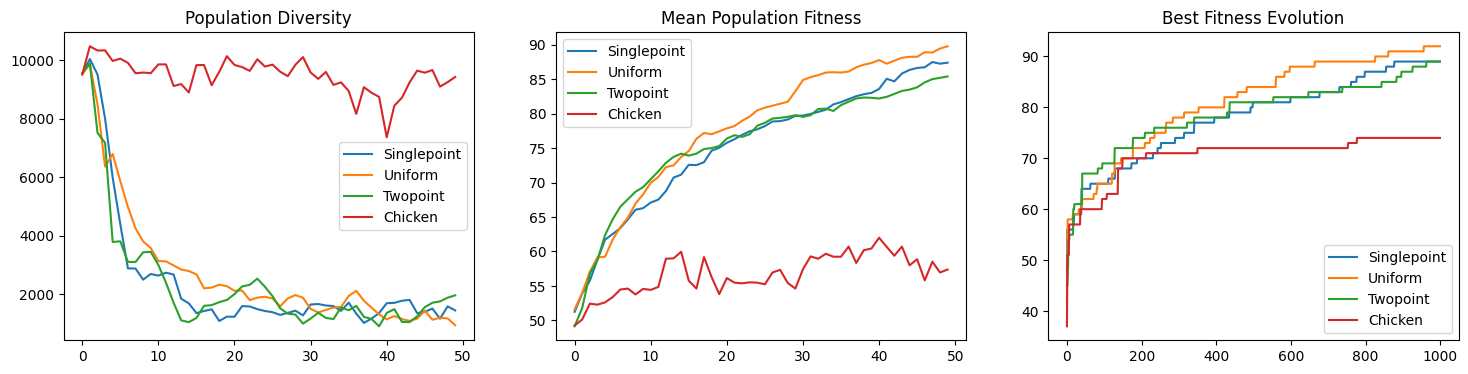 Population Diversity
10000
8000
6000
4000
2000
0
10
20
30
40
50
Singlepoint
Uniform
Twopoint
Chicken
Mean Population Fitness
90
85
80
75
70
65
60
55
50
0
10
20
30
40
50
Singlepoint
Uniform
Twopoint
Chicken
Best Fitness Evolution
90
80
70
60
50
40
0
200
400
600
800
1000
Singlepoint
Uniform
Twopoint
Chicken